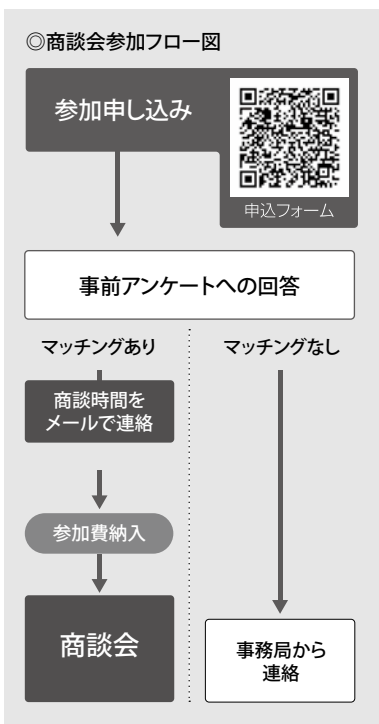 ◎商談会参加フロー図
参加申し込み
申込フォーム
事前アンケートへの回答
マッチングあり
マッチングなし
商談時間を
メールで連絡
参加費納入
商談会
事務局から
連絡